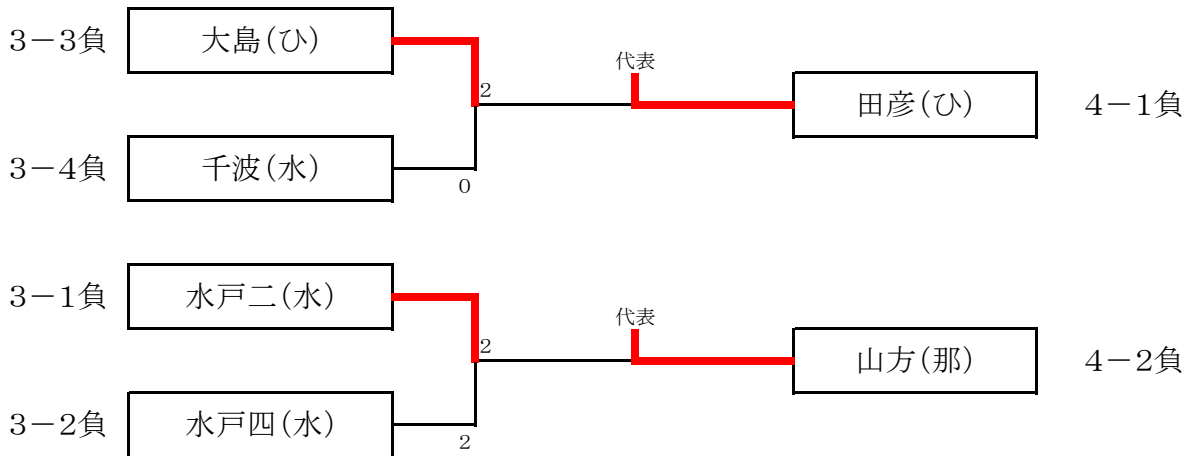 3-3負
大島(ひ)
代表
2
田彦(ひ)
4-1負
3-4負
千波(水)
0
3-1負
水戸二(水)
代表
2
山方(那)
4-2負
3-2負
水戸四(水)
2